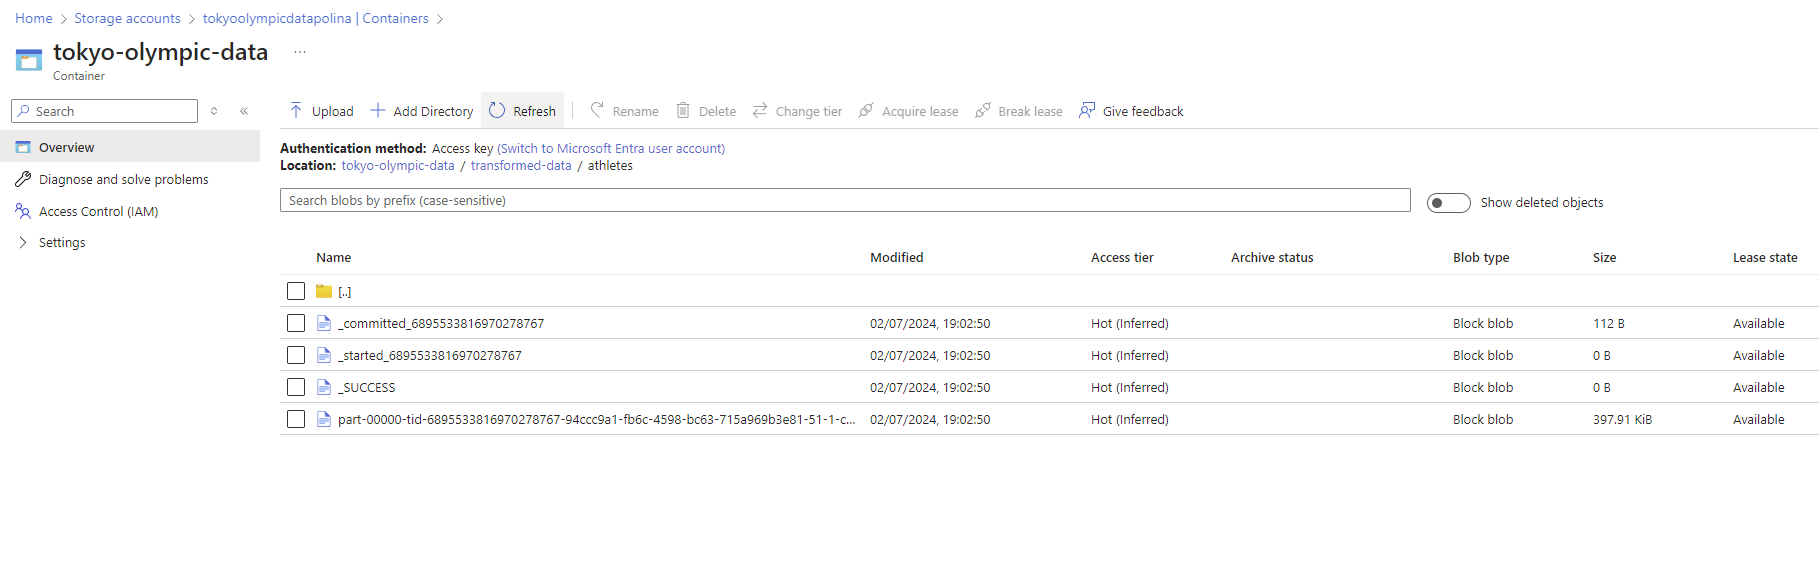 Home > Storage accounts > tokyoolympicdatapolina | Containers >
tokyo-olympic-data ...
Container
Search
Overview
Diagnose and solve problems
Access Control (IAM)
Settings
Upload Add Directory Refresh Rename Delete Change tier Acquire lease Break lease Give feedback
Authentication method: Access key (Switch to Microsoft Entra user account)
Location: tokyo-olympic-data / transformed-data / athletes
Search blobs by prefix (case-sensitive)
Show deleted objects
Name Modified Access tier Archive status Blob type Size Lease state
[..]
_committed_6895533816970278767 02/07/2024, 19:02:50 Hot (Inferred) Block blob 112 B Available
_started_6895533816970278767 02/07/2024, 19:02:50 Hot (Inferred) Block blob 0 B Available
_SUCCESS 02/07/2024, 19:02:50 Hot (Inferred) Block blob 0 B Available
part-00000-tid-6895533816970278767-94ccc9a1-fb6c-4598-bc63-715a969b3e81-51-1-c... 02/07/2024, 19:02:50 Hot (Inferred) Block blob 397.91 KiB Available